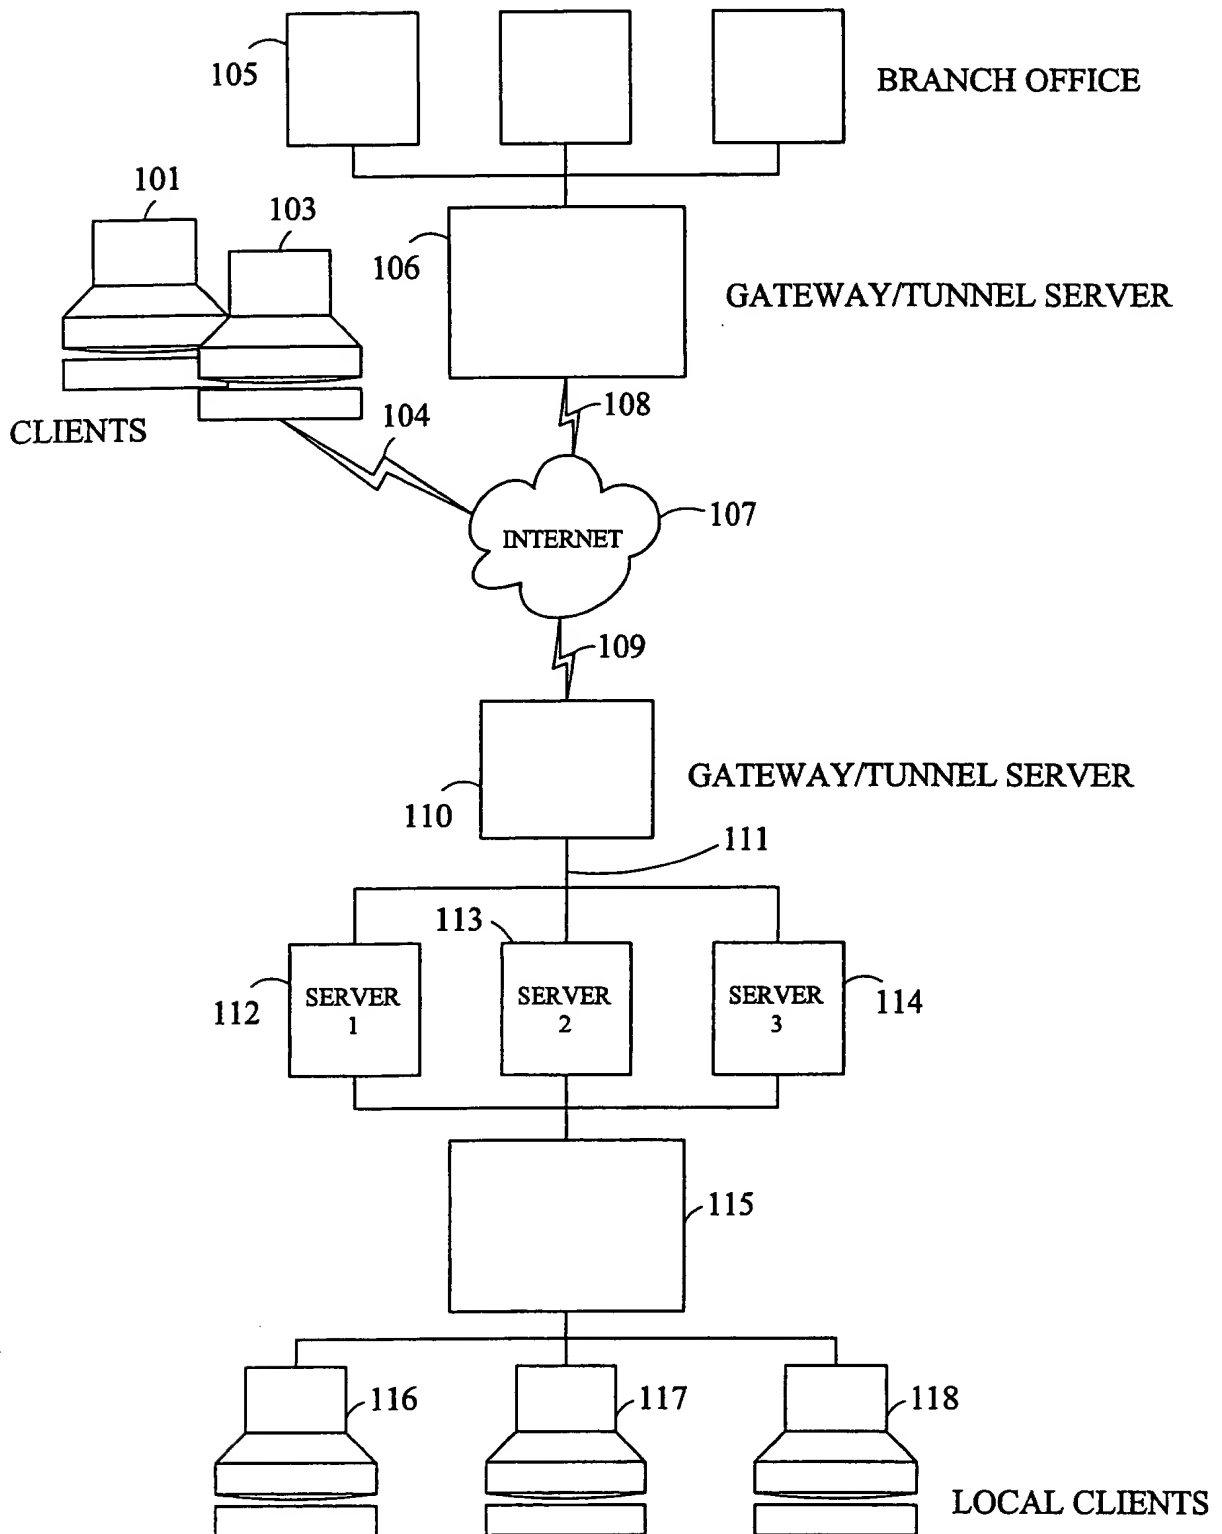 105
BRANCH OFFICE
101
103
106
GATEWAY/TUNNEL SERVER
CLIENTS
104
108
107
INTERNET
109
GATEWAY/TUNNEL SERVER
110
111
113
112
SERVER
1
SERVER
2
SERVER
3
114
115
116
117
118
LOCAL CLIENTS